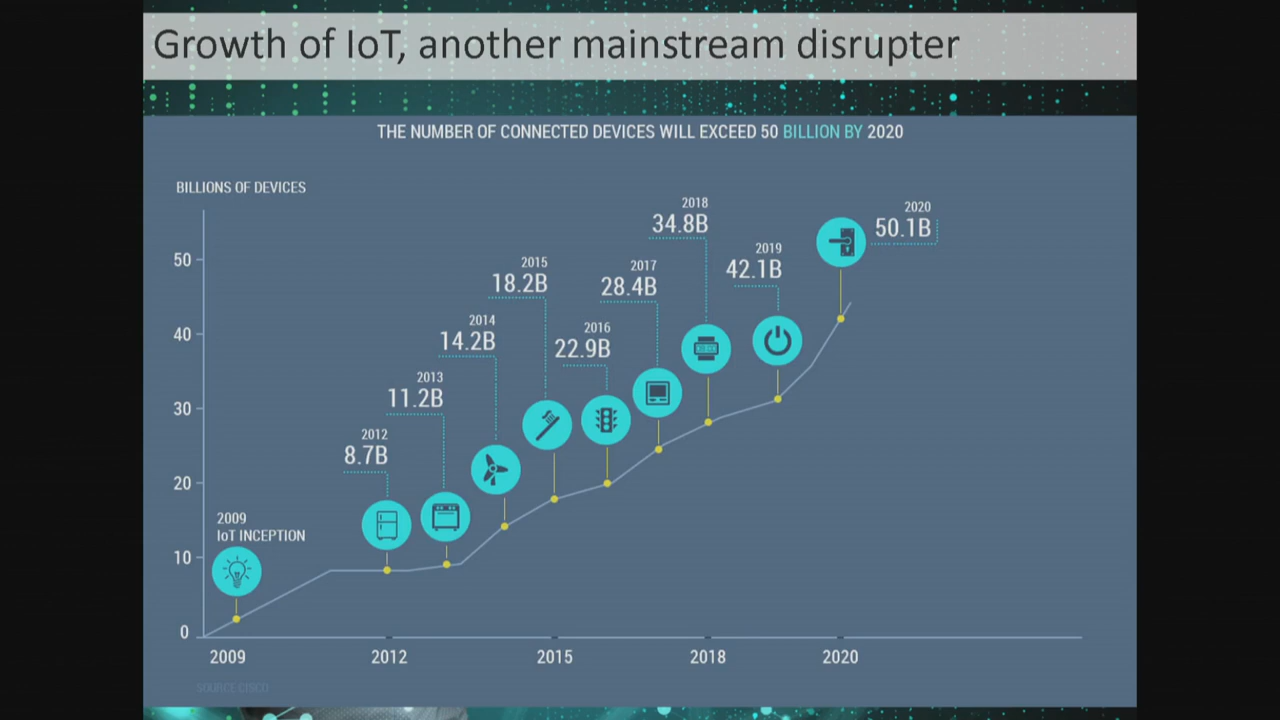 Growth of IoT, another mainstream disrupter
THE NUMBER OF CONNECTED DEVICES WILL EXCEED 50 BILLION BY 2020
BILLIONS OF DEVICES
50
40
30
20
10
0
2009
IoT INCEPTION
2012
8.7B
2013
11.2B
2014
14.2B
2015
18.2B
2016
22.9B
2017
28.4B
2018
34.8B
2019
42.1B
2020
50.1B
2009
2012
2015
2018
2020
SOURCE CISCO